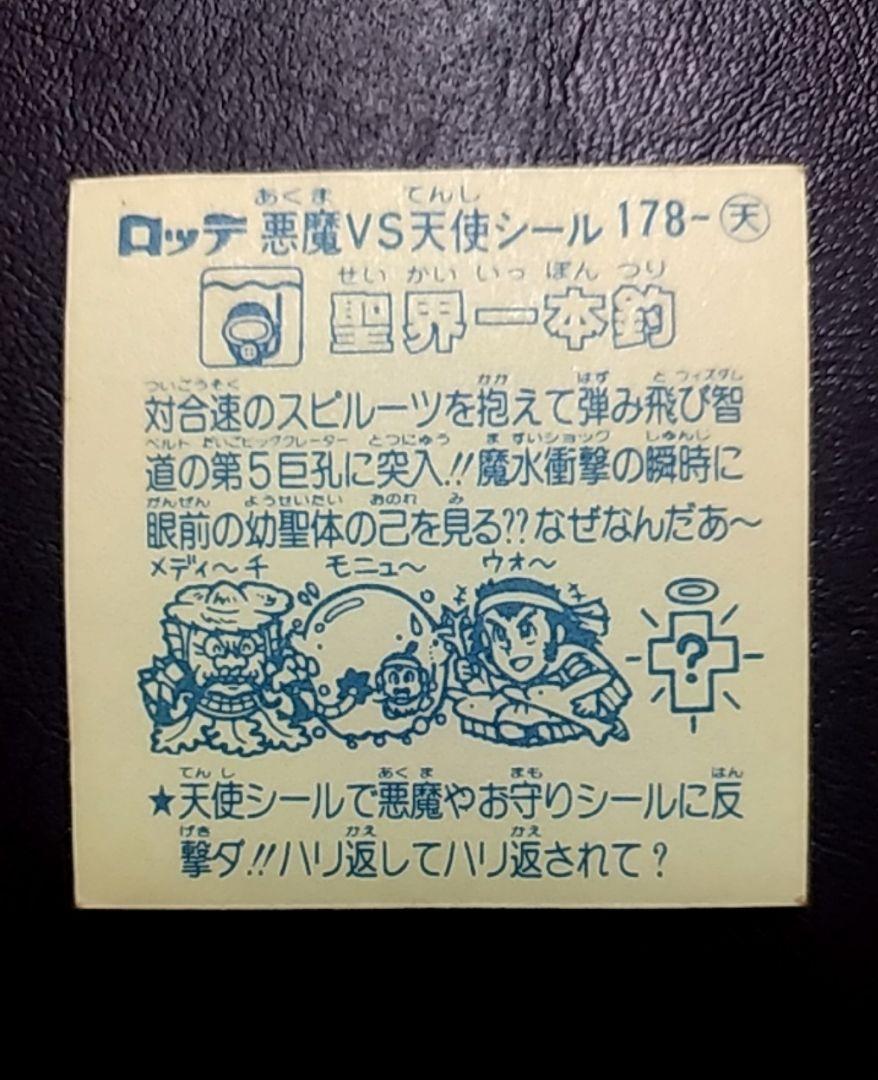 あくま てんし
ロッテ 悪魔VS天使シール 178-天
せいかいいっぽんつり
聖界一本釣
ついごうそく かか はず と ウィズダム
対合速のスピルーツを抱えて弾み飛び智
ベルト だいごビッグクレーター とつにゅう ますいショック しゅんじ
道の第5巨孔に突入!!魔水衝撃の瞬時に
がんぜん ようせいたい おのれ み
眼前の幼聖体の己を見る??なぜなんだあ〜
メディ〜チ モニュ〜 ウォ〜
?
てんし あくま まも はん
★天使シールで悪魔やお守りシールに反
げき かえ かえ
撃ダ!!ハリ返してハリ返されて?